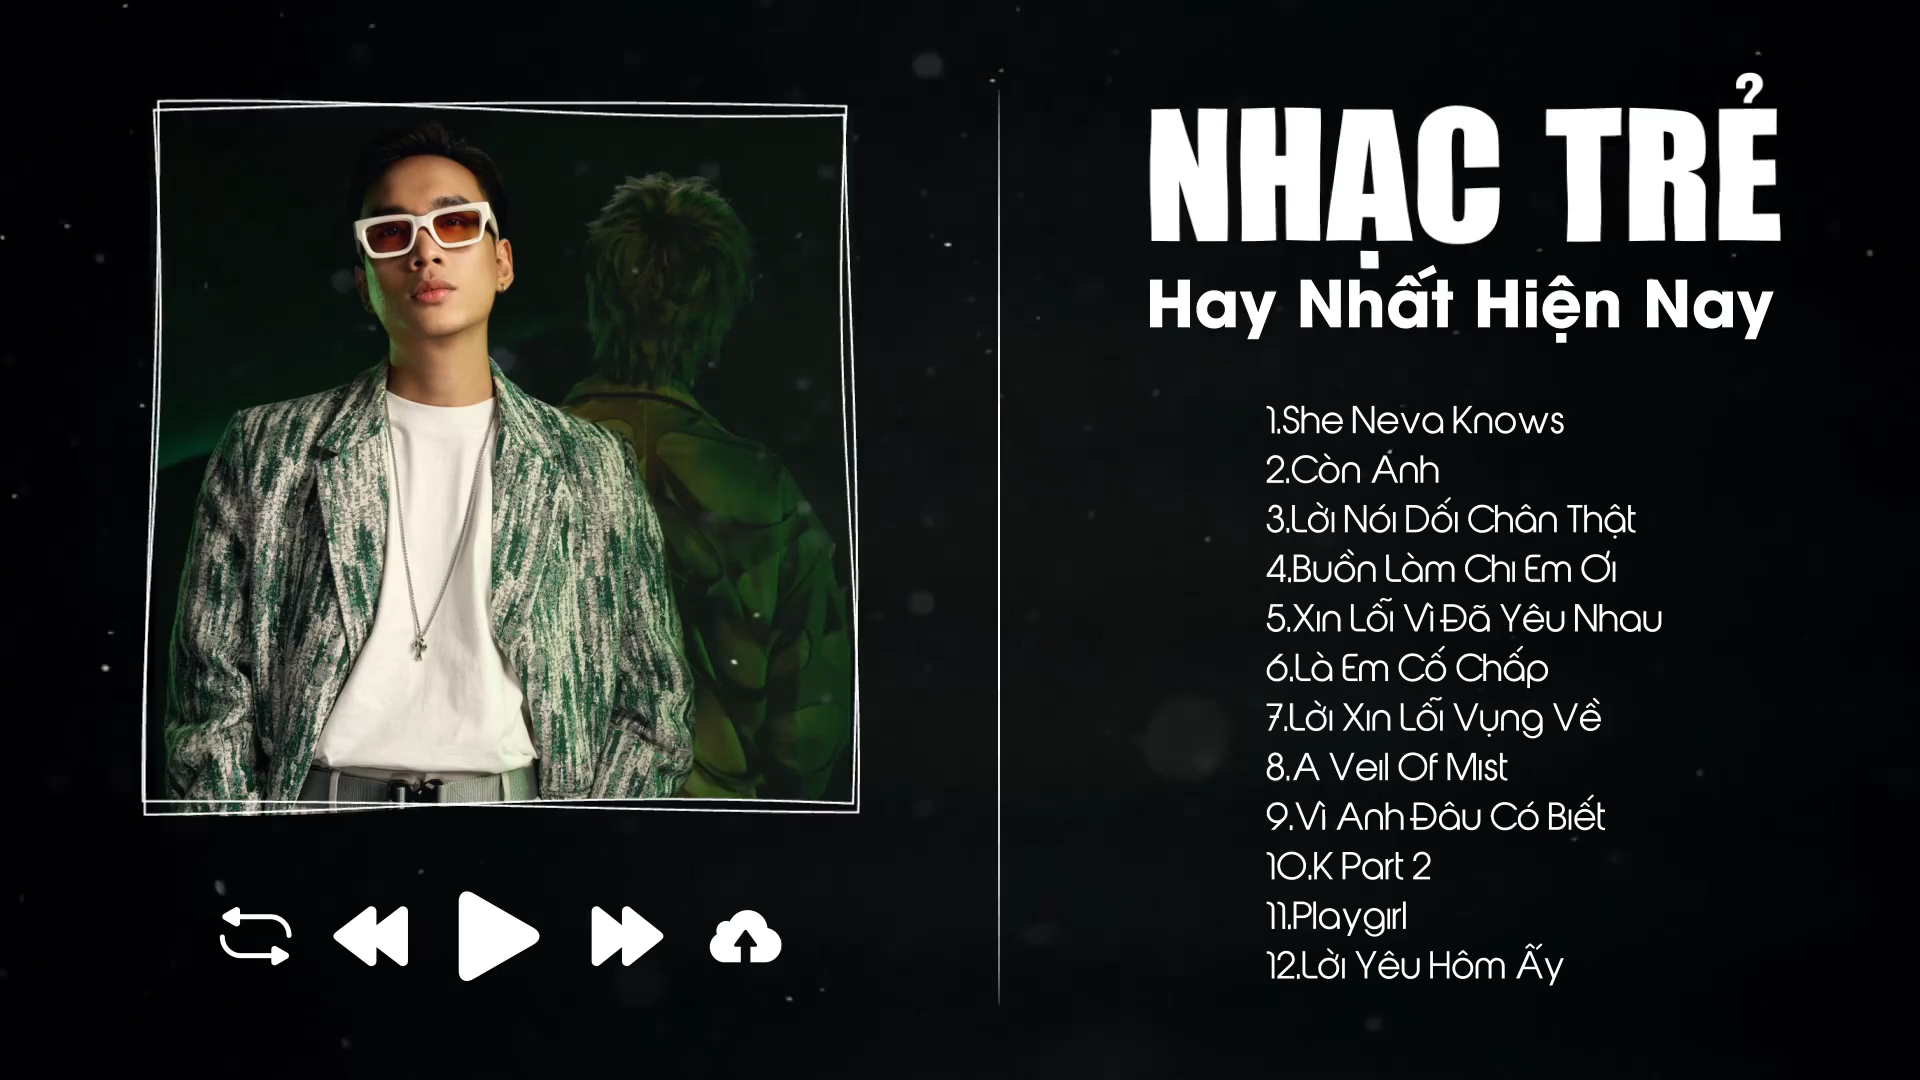 NHẠC TRẺ
Hay Nhất Hiện Nay
1.She Neva Knows
2.Còn Anh
3.Lời Nói Dối Chân Thật
4.Buồn Làm Chi Em Ơi
5.Xin Lỗi Vì Đã Yêu Nhau
6.Là Em Cố Chấp
7.Lời Xin Lỗi Vụng Về
8.A Veil Of Mist
9.Vì Anh Đâu Có Biết
10.K Part 2
11.Playgirl
12.Lời Yêu Hôm Ấy